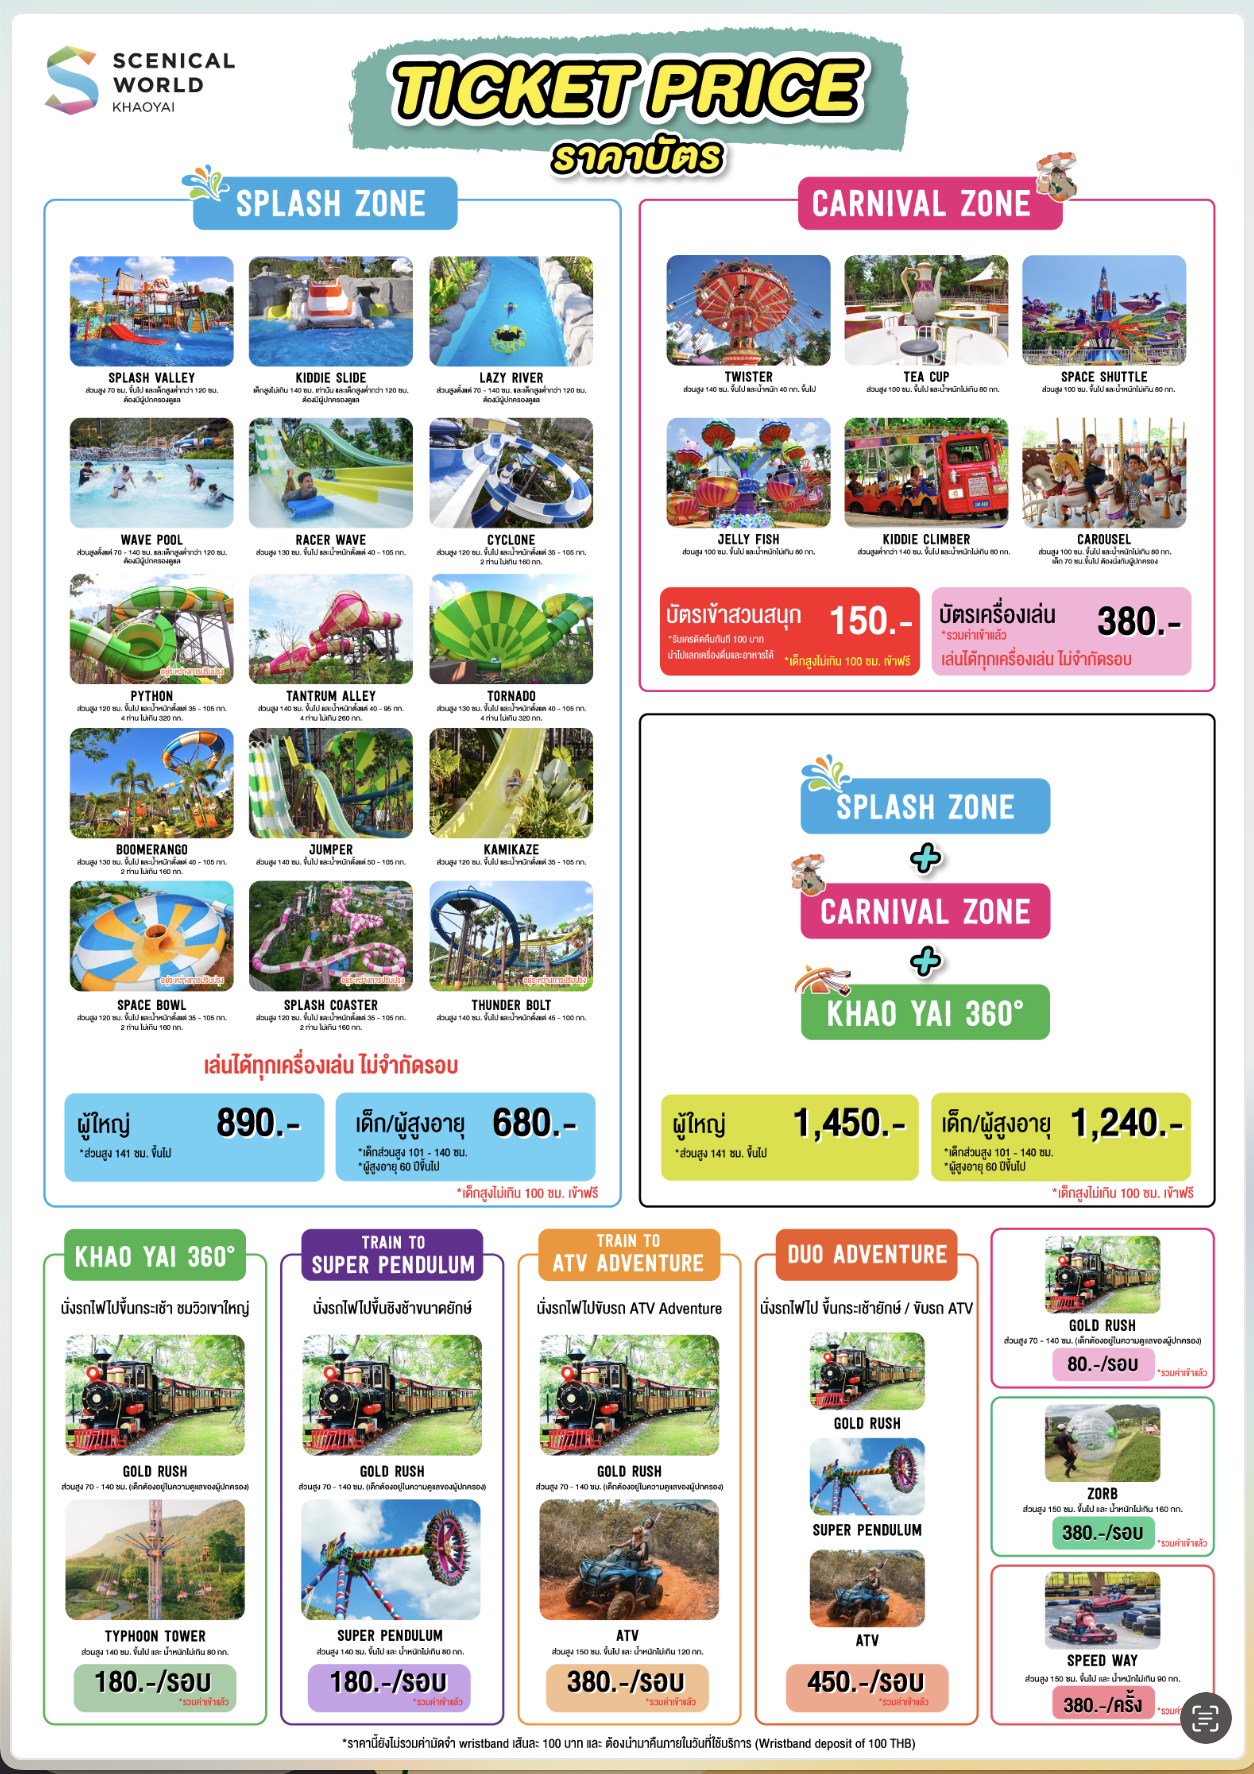 SCENICAL
WORLD
KHAOYAI
TICKET PRICE
ราคาบัตร
SPLASH ZONE
SPLASH VALLEY
ส่วนสูง 70 ซม. ขึ้นไป และเด็กสูงต่ำกว่า 120 ซม.
ต้องมีผู้ปกครองดูแล
KIDDIE SLIDE
เด็กสูงไม่เกิน 140 ซม. เท่านั้น และเด็กสูงต่ำกว่า 120 ซม.
ต้องมีผู้ปกครองดูแล
LAZY RIVER
ส่วนสูงตั้งแต่ 70 - 140 ซม. และเด็กสูงต่ำกว่า 120 ซม.
ต้องมีผู้ปกครองดูแล
WAVE POOL
ส่วนสูงตั้งแต่ 70 - 140 ซม. และเด็กสูงต่ำกว่า 120 ซม.
ต้องมีผู้ปกครองดูแล
RACER WAVE
ส่วนสูง 130 ซม. ขึ้นไป และน้ำหนักตั้งแต่ 40 - 105 กก.
CYCLONE
ส่วนสูง 120 ซม. ขึ้นไป และน้ำหนักตั้งแต่ 35 - 105 กก.
2 ท่าน ไม่เกิน 160 กก.
อยู่ระหว่างการปรับปรุง
PYTHON
ส่วนสูง 120 ซม. ขึ้นไป และน้ำหนักตั้งแต่ 35 - 105 กก.
4 ท่าน ไม่เกิน 320 กก.
TANTRUM ALLEY
ส่วนสูง 140 ซม. ขึ้นไป และน้ำหนักตั้งแต่ 40 - 95 กก.
4 ท่าน ไม่เกิน 260 กก.
TORNADO
ส่วนสูง 130 ซม. ขึ้นไป และน้ำหนักตั้งแต่ 40 - 105 กก.
4 ท่าน ไม่เกิน 320 กก.
BOOMERANGO
ส่วนสูง 130 ซม. ขึ้นไป และน้ำหนักตั้งแต่ 40 - 105 กก.
2 ท่าน ไม่เกิน 160 กก.
JUMPER
ส่วนสูง 140 ซม. ขึ้นไป และน้ำหนักตั้งแต่ 50 - 105 กก.
KAMIKAZE
ส่วนสูง 120 ซม. ขึ้นไป และน้ำหนักตั้งแต่ 35 - 105 กก.
อยู่ระหว่างการปรับปรุง
SPACE BOWL
ส่วนสูง 120 ซม. ขึ้นไป และน้ำหนักตั้งแต่ 35 - 105 กก.
2 ท่าน ไม่เกิน 160 กก.
อยู่ระหว่างการปรับปรุง
SPLASH COASTER
ส่วนสูง 120 ซม. ขึ้นไป และน้ำหนักตั้งแต่ 35 - 105 กก.
2 ท่าน ไม่เกิน 160 กก.
อยู่ระหว่างการปรับปรุง
THUNDER BOLT
ส่วนสูง 140 ซม. ขึ้นไป และน้ำหนักตั้งแต่ 45 - 100 กก.
เล่นได้ทุกเครื่องเล่น ไม่จำกัดรอบ
ผู้ใหญ่ 890.-
*ส่วนสูง 141 ซม. ขึ้นไป
เด็ก/ผู้สูงอายุ 680.-
*เด็กส่วนสูง 101 - 140 ซม.
*ผู้สูงอายุ 60 ปีขึ้นไป
*เด็กสูงไม่เกิน 100 ซม. เข้าฟรี
CARNIVAL ZONE
TWISTER
ส่วนสูง 140 ซม. ขึ้นไป และน้ำหนัก 40 กก. ขึ้นไป
TEA CUP
ส่วนสูง 100 ซม. ขึ้นไป และน้ำหนักไม่เกิน 80 กก.
SPACE SHUTTLE
ส่วนสูง 100 ซม. ขึ้นไป และน้ำหนักไม่เกิน 80 กก.
JELLY FISH
ส่วนสูง 100 ซม. ขึ้นไป และน้ำหนักไม่เกิน 80 กก.
KIDDIE CLIMBER
ส่วนสูงต่ำกว่า 140 ซม. ขึ้นไป และน้ำหนักไม่เกิน 80 กก.
CAROUSEL
ส่วนสูง 100 ซม. ขึ้นไป และน้ำหนักไม่เกิน 80 กก.
เด็ก 70 ซม.ขึ้นไป ต้องนั่งกับผู้ปกครอง
บัตรเข้าสวนสนุก 150.-
*รับเครดิตคืนทันที 100 บาท
นำไปแลกเครื่องดื่มและอาหารได้ *เด็กสูงไม่เกิน 100 ซม. เข้าฟรี
บัตรเครื่องเล่น 380.-
*รวมค่าเข้าแล้ว
เล่นได้ทุกเครื่องเล่น ไม่จำกัดรอบ
SPLASH ZONE
+
CARNIVAL ZONE
+
KHAO YAI 360°
ผู้ใหญ่ 1,450.-
*ส่วนสูง 141 ซม. ขึ้นไป
เด็ก/ผู้สูงอายุ 1,240.-
*เด็กส่วนสูง 101 - 140 ซม.
*ผู้สูงอายุ 60 ปีขึ้นไป
*เด็กสูงไม่เกิน 100 ซม. เข้าฟรี
KHAO YAI 360°
นั่งรถไฟไปขึ้นกระเช้า ชมวิวเขาใหญ่
GOLD RUSH
ส่วนสูง 70 - 140 ซม. (เด็กต้องอยู่ในความดูแลของผู้ปกครอง)
TYPHOON TOWER
ส่วนสูง 140 ซม. ขึ้นไป และ น้ำหนักไม่เกิน 80 กก.
180.-/รอบ
*รวมค่าเข้าแล้ว
TRAIN TO
SUPER PENDULUM
นั่งรถไฟไปขึ้นชิงช้าขนาดยักษ์
GOLD RUSH
ส่วนสูง 70 - 140 ซม. (เด็กต้องอยู่ในความดูแลของผู้ปกครอง)
SUPER PENDULUM
ส่วนสูง 140 ซม. ขึ้นไป และ น้ำหนักไม่เกิน 80 กก.
180.-/รอบ
*รวมค่าเข้าแล้ว
TRAIN TO
ATV ADVENTURE
นั่งรถไฟไปขับรถ ATV Adventure
GOLD RUSH
ส่วนสูง 70 - 140 ซม. (เด็กต้องอยู่ในความดูแลของผู้ปกครอง)
ATV
ส่วนสูง 150 ซม. ขึ้นไป และ น้ำหนักไม่เกิน 120 กก.
380.-/รอบ
*รวมค่าเข้าแล้ว
DUO ADVENTURE
นั่งรถไฟไป ขึ้นกระเช้ายักษ์ / ขับรถ ATV
GOLD RUSH
SUPER PENDULUM
ATV
450.-/รอบ
*รวมค่าเข้าแล้ว
GOLD RUSH
ส่วนสูง 70 - 140 ซม. (เด็กต้องอยู่ในความดูแลของผู้ปกครอง)
80.-/รอบ
*รวมค่าเข้าแล้ว
ZORB
ส่วนสูง 150 ซม. ขึ้นไป และ น้ำหนักไม่เกิน 160 กก.
380.-/รอบ
*รวมค่าเข้าแล้ว
SPEED WAY
ส่วนสูง 150 ซม. ขึ้นไป และ น้ำหนักไม่เกิน 90 กก.
380.-/ครั้ง
*รวมค่า
*ราคานี้ยังไม่รวมค่ามัดจำ wristband เส้นละ 100 บาท และ ต้องนำมาคืนภายในวันที่ใช้บริการ (Wristband deposit of 100 THB)